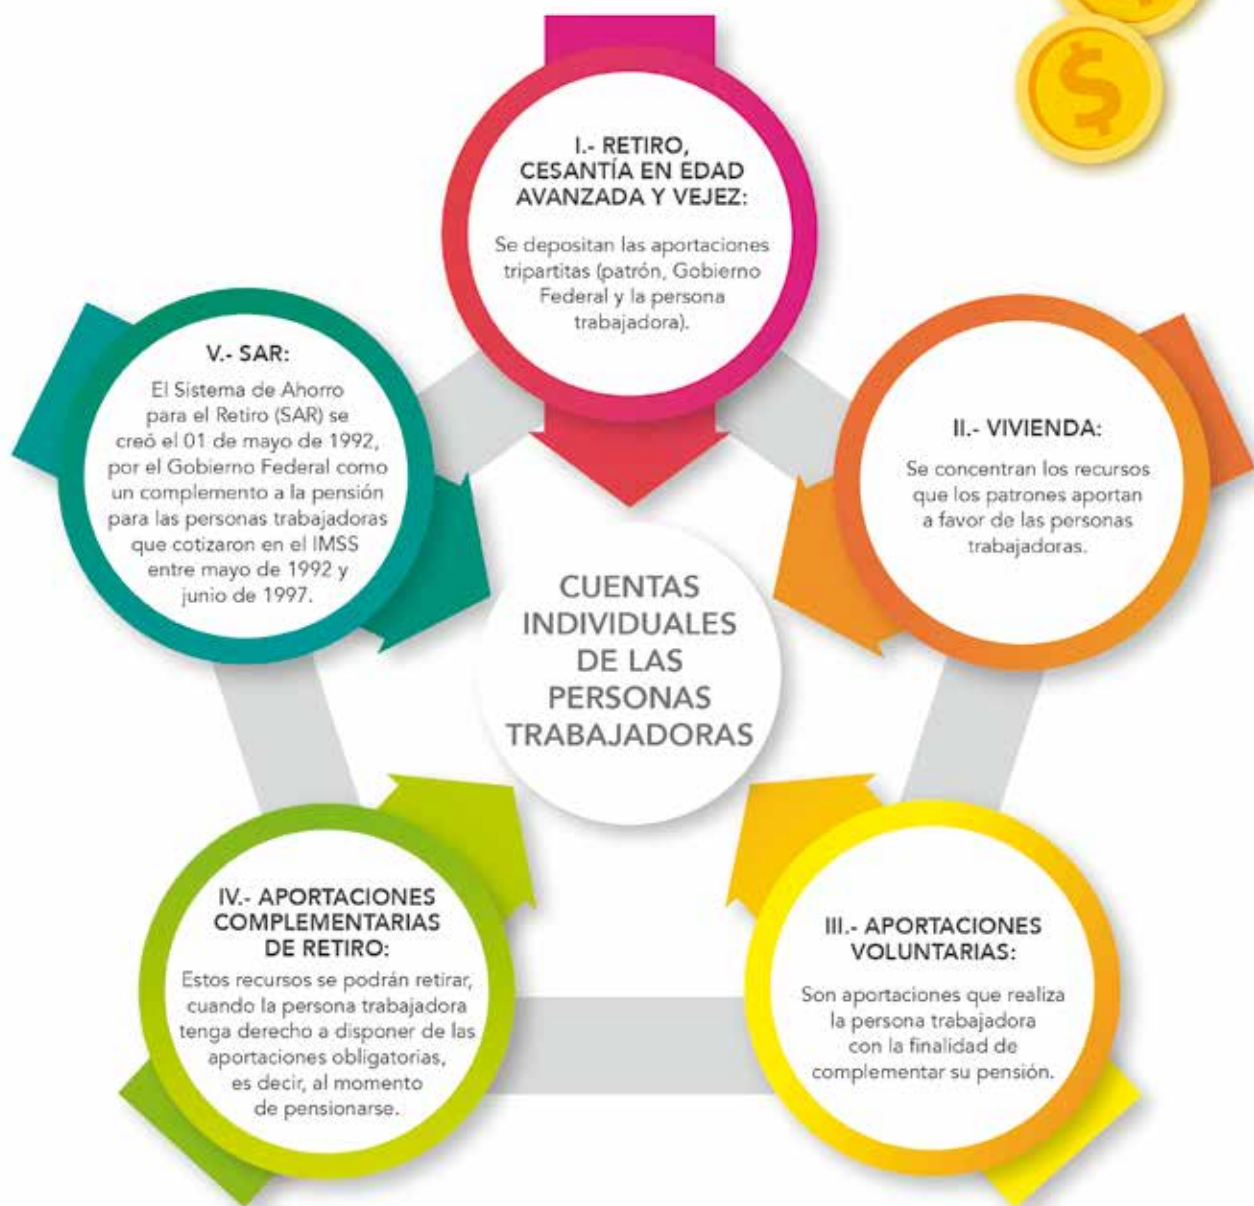 I.- RETIRO,
CESANTÍA EN EDAD
AVANZADA Y VEJEZ:
Se depositan las aportaciones
tripartitas (patrón, Gobierno
Federal y la persona
trabajadora).
II.- VIVIENDA:
Se concentran los recursos
que los patrones aportan
a favor de las personas
trabajadoras.
III.- APORTACIONES
VOLUNTARIAS:
Son aportaciones que realiza
la persona trabajadora
con la finalidad de
complementar su pensión.
IV.- APORTACIONES
COMPLEMENTARIAS
DE RETIRO:
Estos recursos se podrán retirar,
cuando la persona trabajadora
tenga derecho a disponer de las
aportaciones obligatorias,
es decir, al momento
de pensionarse.
V.- SAR:
El Sistema de Ahorro
para el Retiro (SAR) se
creó el 01 de mayo de 1992,
por el Gobierno Federal como
un complemento a la pensión
para las personas trabajadoras
que cotizaron en el IMSS
entre mayo de 1992 y
junio de 1997.
CUENTAS
INDIVIDUALES
DE LAS
PERSONAS
TRABAJADORAS
$